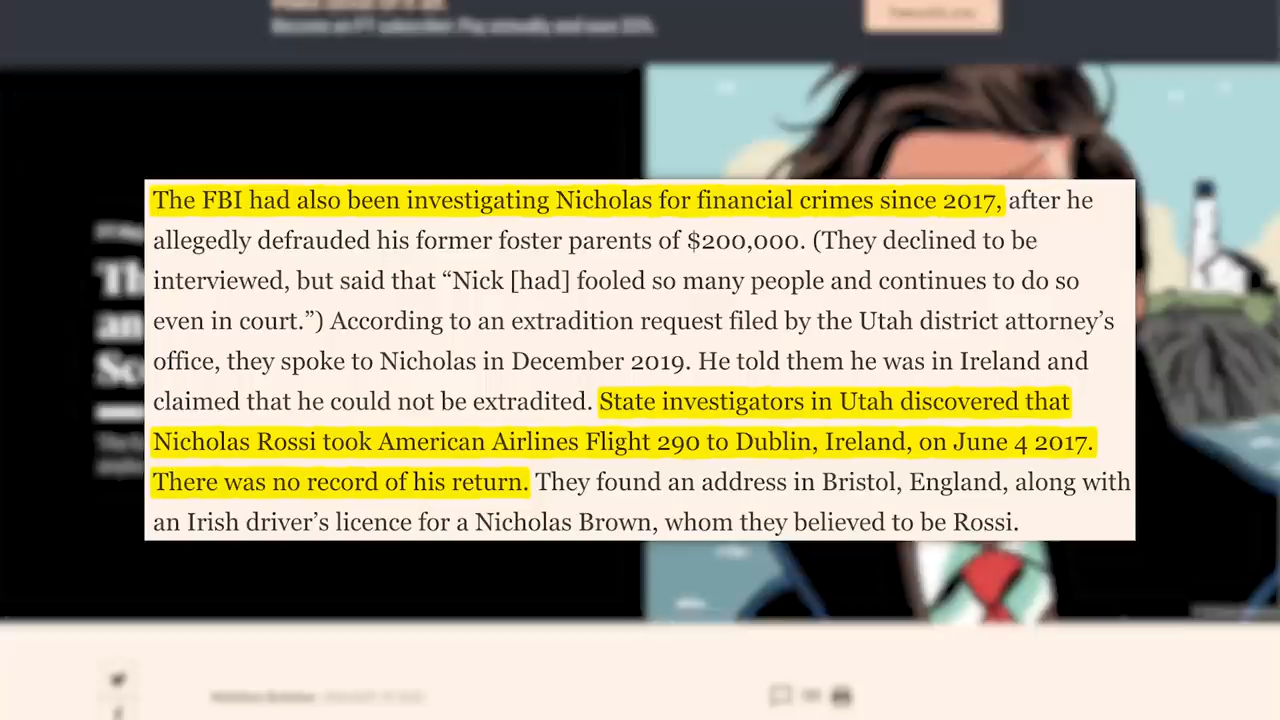 The FBI had also been investigating Nicholas for financial crimes since 2017, after he
allegedly defrauded his former foster parents of $200,000. (They declined to be
interviewed, but said that “Nick [had] fooled so many people and continues to do so
even in court.”) According to an extradition request filed by the Utah district attorney’s
office, they spoke to Nicholas in December 2019. He told them he was in Ireland and
claimed that he could not be extradited. State investigators in Utah discovered that
Nicholas Rossi took American Airlines Flight 290 to Dublin, Ireland, on June 4 2017.
There was no record of his return. They found an address in Bristol, England, along with
an Irish driver’s licence for a Nicholas Brown, whom they believed to be Rossi.